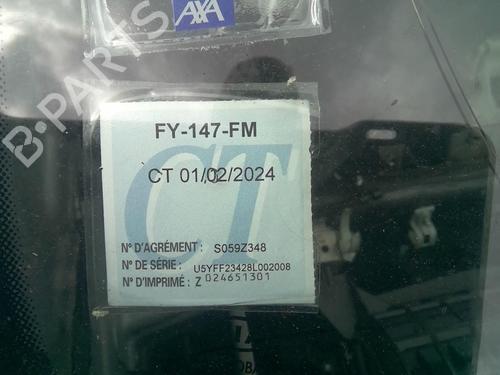 AXA
B-PARTS
FY-147-FM
CT 01/02/2024
CT
N° D'AGRÉMENT : S059Z348
N° DE SÉRIE : U5YFF23428L002008
N° D'IMPRIMÉ : Z 024651301